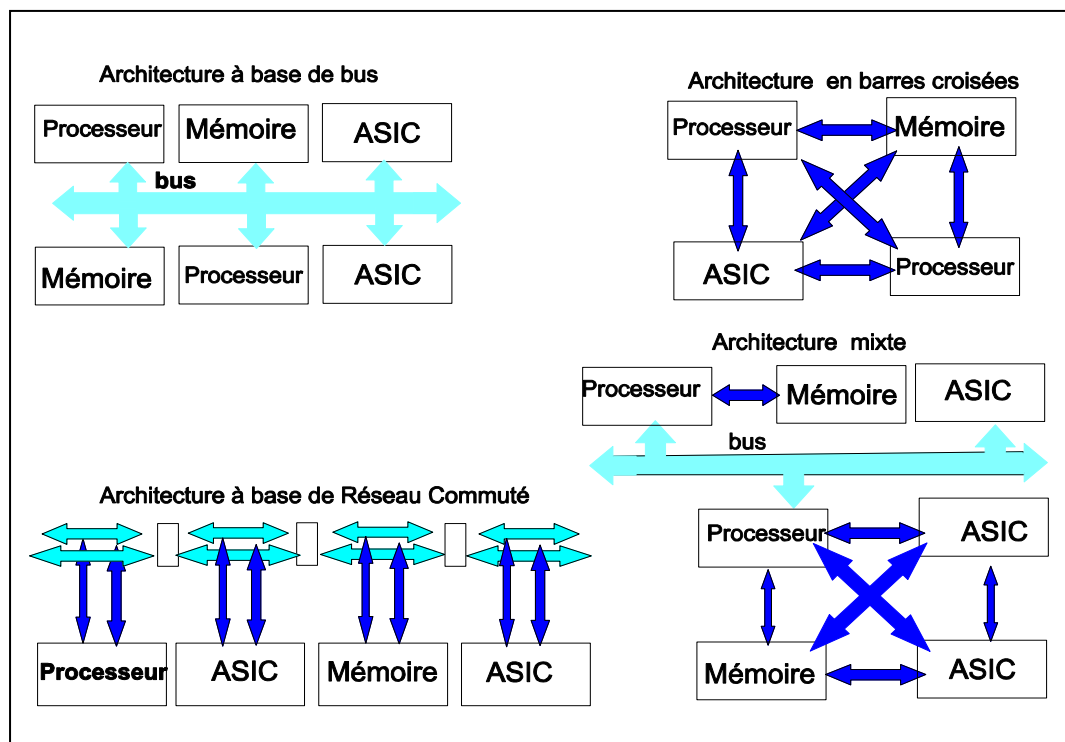 Architecture à base de bus
Processeur Mémoire ASIC
bus
Mémoire Processeur ASIC
Architecture en barres croisées
Processeur Mémoire
ASIC Processeur
Architecture mixte
Processeur Mémoire ASIC
bus
Processeur ASIC
Mémoire ASIC
Architecture à base de Réseau Commuté
Processeur ASIC Mémoire ASIC